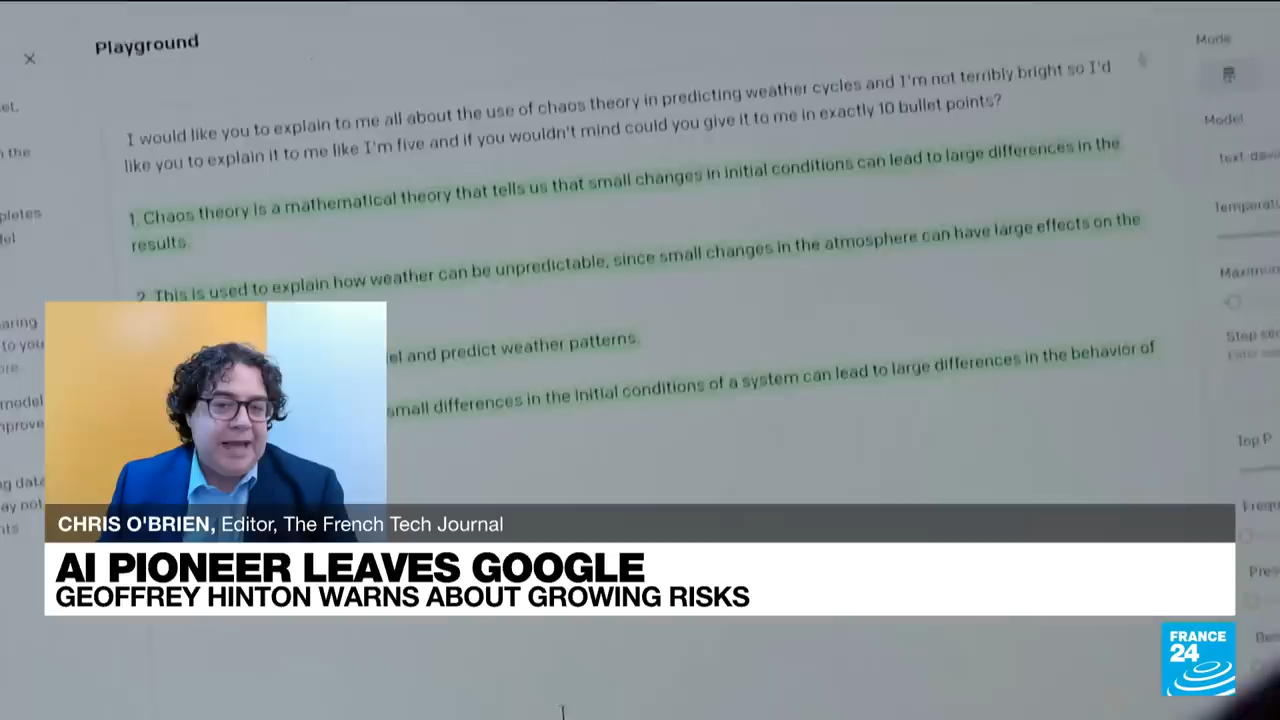 Playground
Mode
I would like you to explain to me all about the use of chaos theory in predicting weather cycles and I'm not terribly bright so I'd
like you to explain it to me like I'm five and if you wouldn't mind could you give it to me in exactly 10 bullet points?
Model
1. Chaos theory is a mathematical theory that tells us that small changes in initial conditions can lead to large differences in the
results.
2. This is used to explain how weather can be unpredictable, since small changes in the atmosphere can have large effects on the
and predict weather patterns.
small differences in the initial conditions of a system can lead to large differences in the behavior of
Top P
CHRIS O'BRIEN, Editor, The French Tech Journal
AI PIONEER LEAVES GOOGLE
GEOFFREY HINTON WARNS ABOUT GROWING RISKS
FRANCE
24